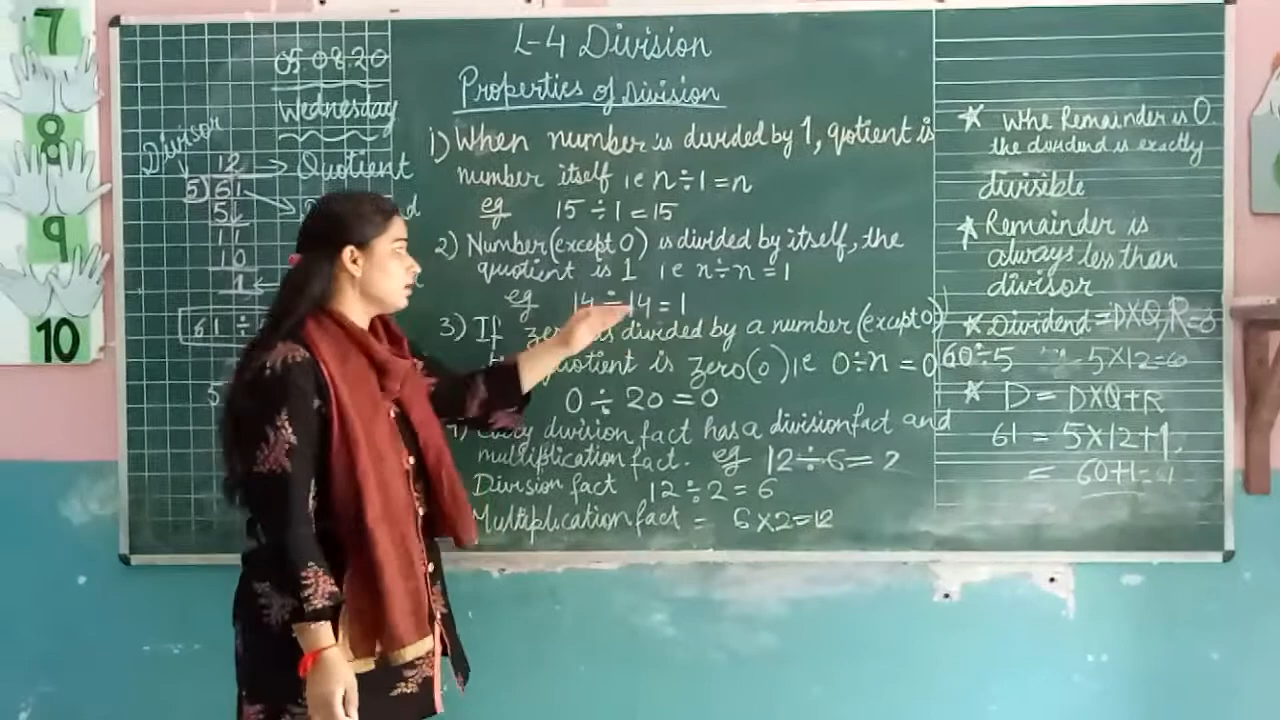 7
8
9
10
05.08.20
Wednesday
Divisor
12
Quotient
5) 61
5↓
11
10
1
61 ÷
5
L-4 Division
Properties of Division
1) When number is divided by 1, qotient is
number itself ie n÷1=n
eg 15÷1=15
2) Number (except 0) is divided by itself, the
quotient is 1 ie n÷n=1
eg 14÷14=1
3) If zero is divided by a number (except 0)
quotient is zero(0) ie 0÷n=0
0÷20=0
Every division fact has a division fact and
multiplication fact. eg 12÷6=2
Division fact 12÷2=6
Multiplication fact = 6×2=12
★ Whe Remainder is 0
the dividend is exactly
divisible
★ Remainder is
always less than
divisor
★ Dividend = D×Q, R=0
60÷5 5×12=60
★ D = D×Q+R
61 = 5×12+1
= 60+1=